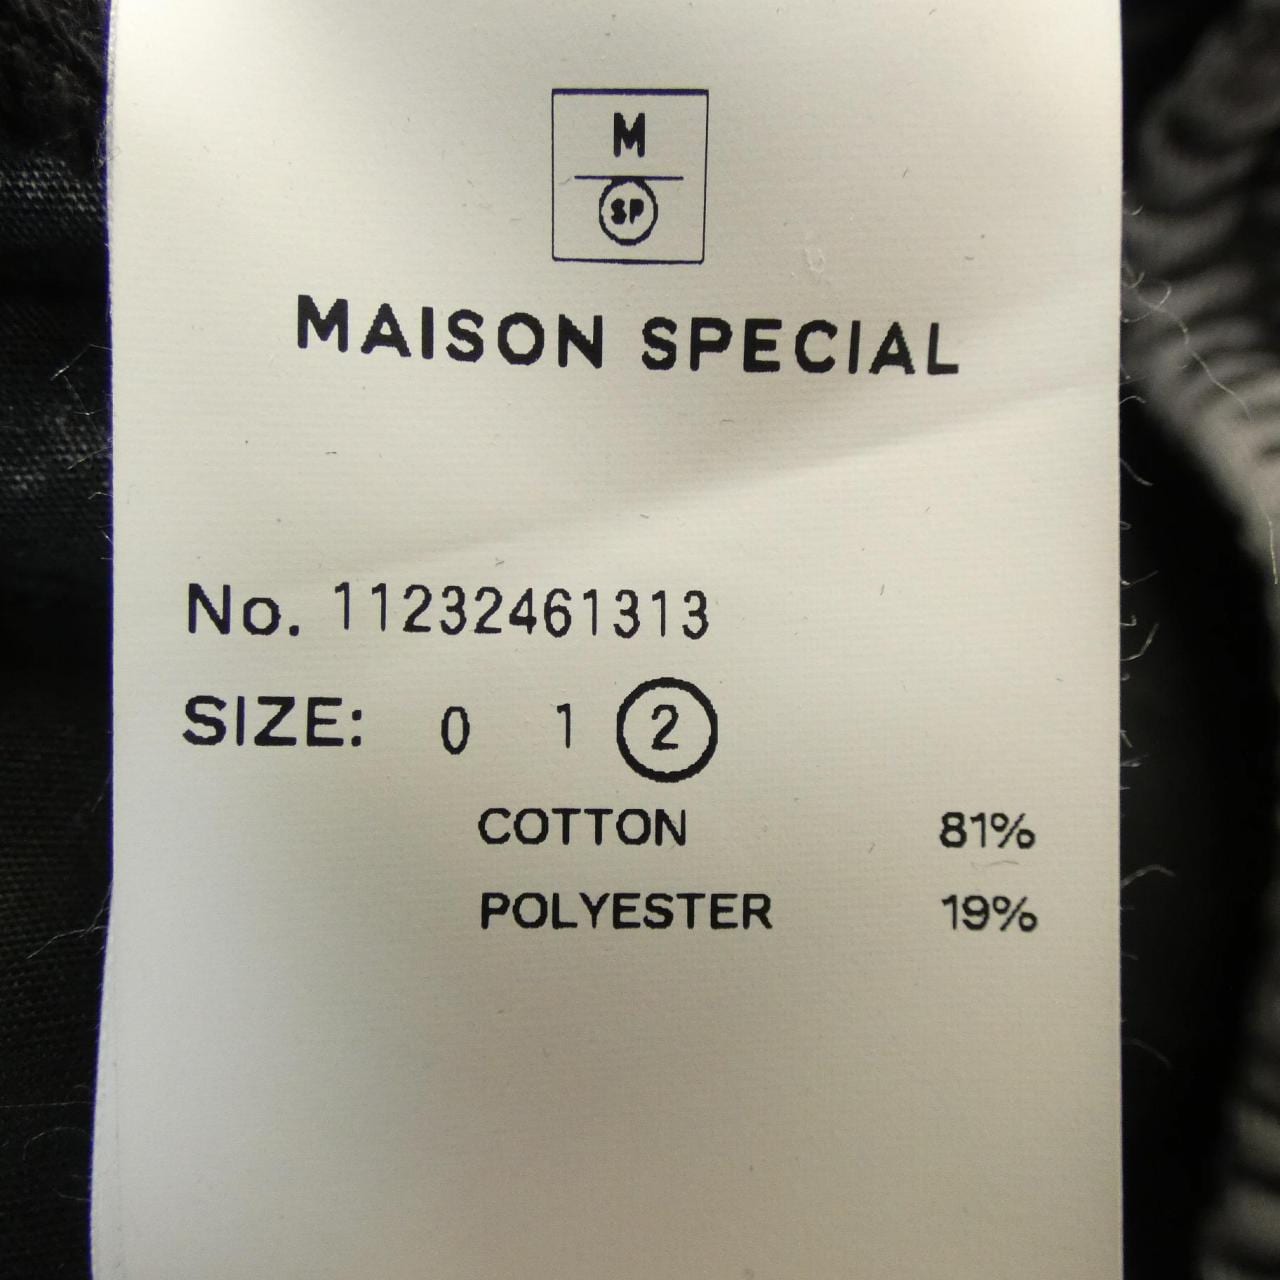 M
SP
MAISON SPECIAL
No. 11232461313
SIZE: 0 1 2
COTTON 81%
POLYESTER 19%